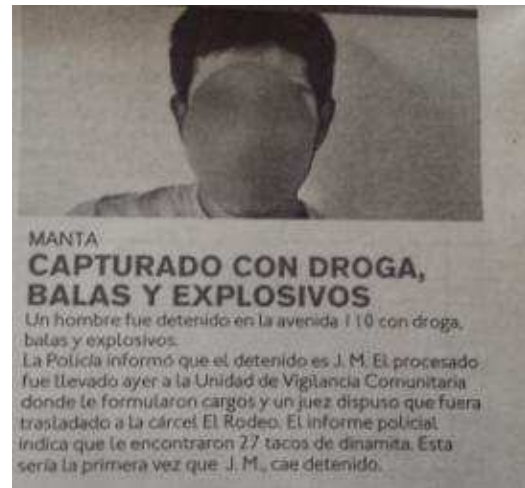 MANTA
CAPTURADO CON DROGA,
BALAS Y EXPLOSIVOS
Un hombre fue detenido en la avenida 110 con droga,
balas y explosivos.
La Policía informó que el detenido es J. M. El procesado
fue llevado ayer a la Unidad de Vigilancia Comunitaria
donde le formularon cargos y un juez dispuso que fuera
trasladado a la cárcel El Rodeo. El informe policial
indica que le encontraron 27 tacos de dinamita. Esta
sería la primera vez que J. M., cae detenido.